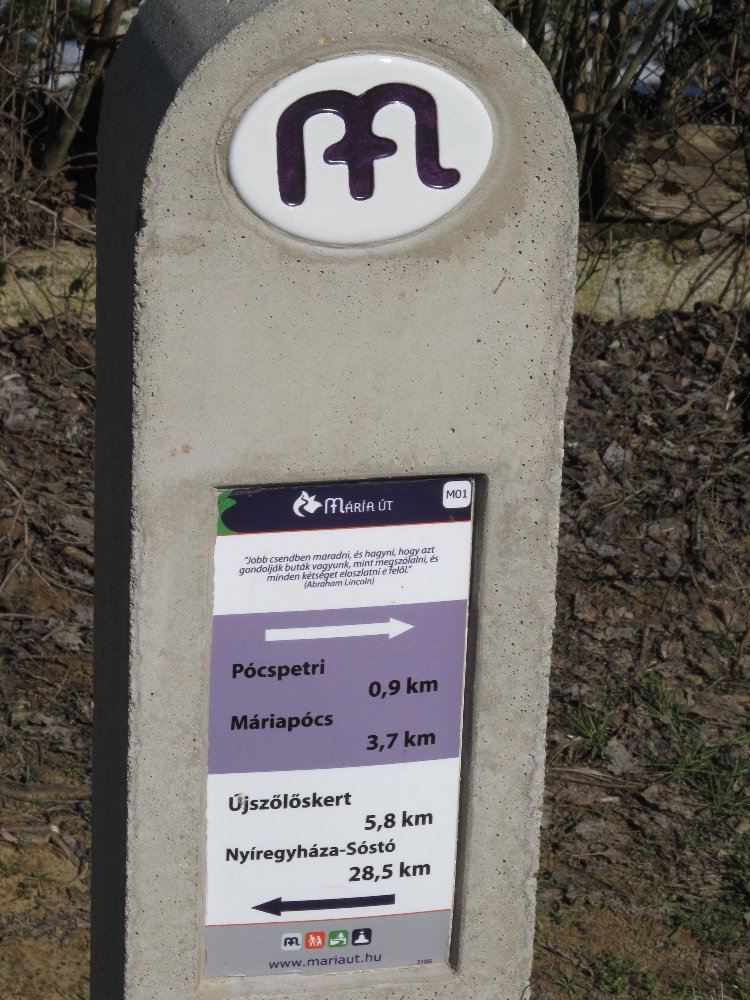 MÁRIA ÚT
M01
"Jobb csendben maradni, és hagyni, hogy azt
gondolják buták vagyunk, mint megszólalni, és
minden kétséget eloszlatni e felől."
(Abraham Lincoln)
Pócspetri
0,9 km
Máriapócs
3,7 km
Újszőlőskert
5,8 km
Nyíregyháza-Sóstó
28,5 km
www.mariaut.hu